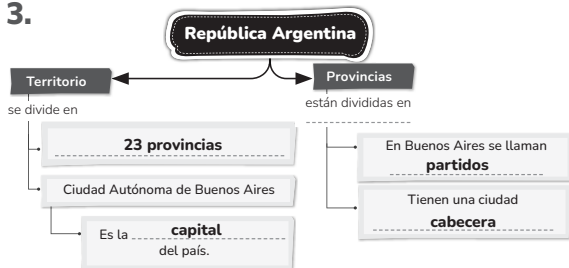 3.
República Argentina
Territorio
se divide en
23 provincias
Ciudad Autónoma de Buenos Aires
Es la capital
del país.
Provincias
están divididas en
En Buenos Aires se llaman
partidos
Tienen una ciudad
cabecera